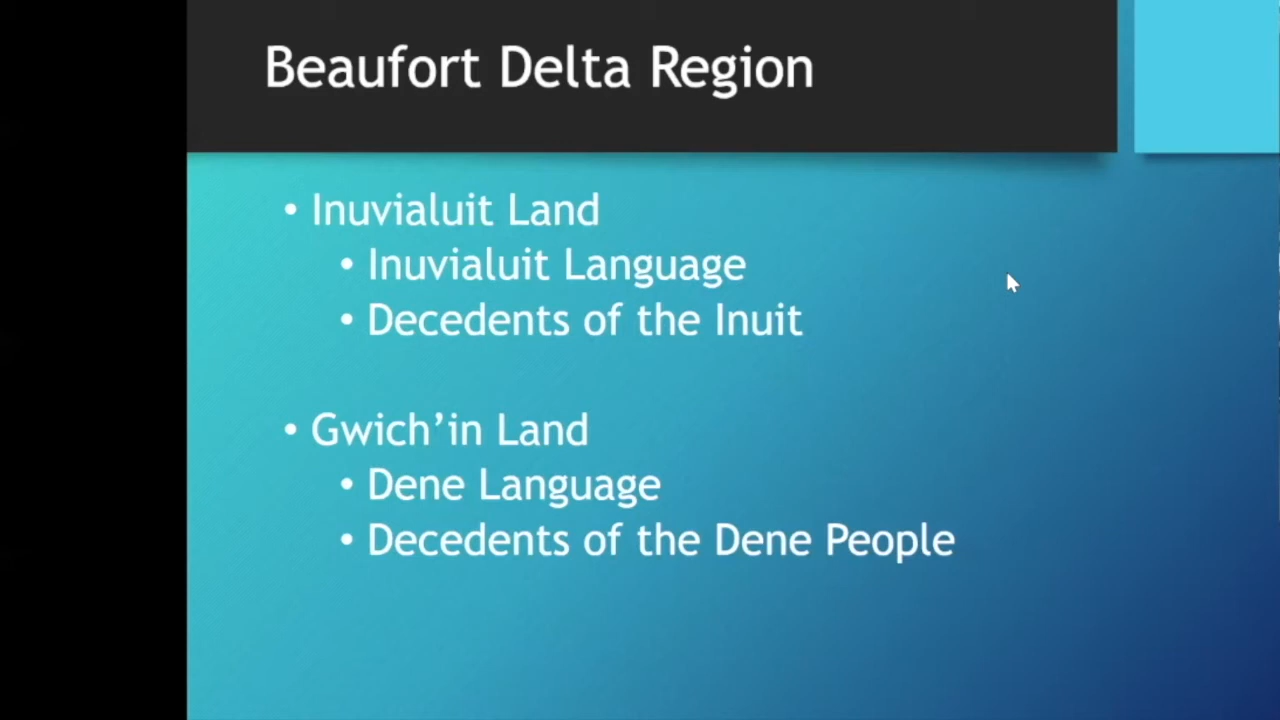 Beaufort Delta Region
• Inuvialuit Land
• Inuvialuit Language
• Decedents of the Inuit
• Gwich’in Land
• Dene Language
• Decedents of the Dene People